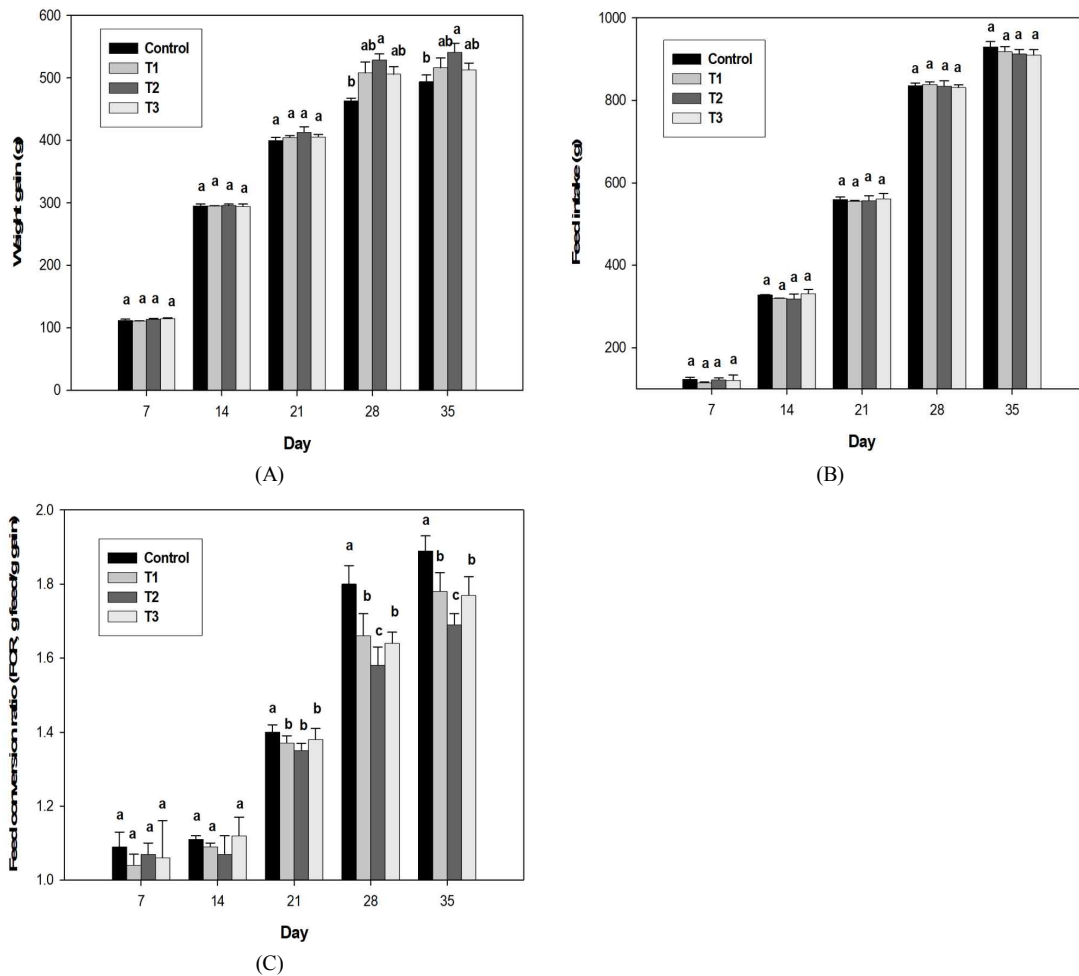 600
500
400
300
200
100
0
Weight gain (g)
Control
T1
T2
T3
a a a a
a a a a
a a a a
b ab a ab
b ab a ab
7 14 21 28 35
Day
(A)
1000
800
600
400
200
Feed intake (g)
Control
T1
T2
T3
a a a a
a a a a
a a a a
a a a a
a a a a
7 14 21 28 35
Day
(B)
2.0
1.8
1.6
1.4
1.2
1.0
Feed conversion ratio (FCR, g feed/g gain)
Control
T1
T2
T3
a a a a
a a a
a b b b
a b c b
a b c b
7 14 21 28 35
Day
(C)